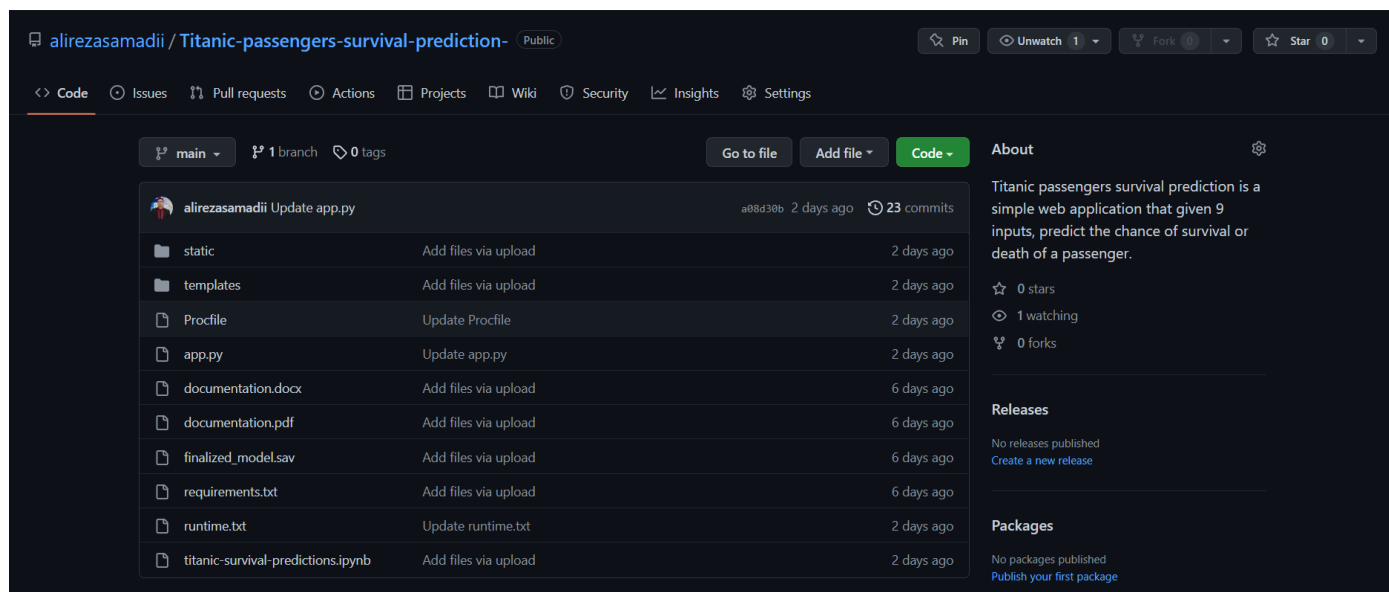 alirezasamadii / Titanic-passengers-survival-prediction- Public
Pin Unwatch 1 Fork 0 Star 0
<> Code Issues Pull requests Actions Projects Wiki Security Insights Settings
main 1 branch 0 tags Go to file Add file Code
alirezasamadii Update app.py a08d30b 2 days ago 23 commits
static Add files via upload 2 days ago
templates Add files via upload 2 days ago
Procfile Update Procfile 2 days ago
app.py Update app.py 2 days ago
documentation.docx Add files via upload 6 days ago
documentation.pdf Add files via upload 6 days ago
finalized_model.sav Add files via upload 6 days ago
requirements.txt Add files via upload 6 days ago
runtime.txt Update runtime.txt 2 days ago
titanic-survival-predictions.ipynb Add files via upload 2 days ago
About
Titanic passengers survival prediction is a
simple web application that given 9
inputs, predict the chance of survival or
death of a passenger.
0 stars
1 watching
0 forks
Releases
No releases published
Create a new release
Packages
No packages published
Publish your first package